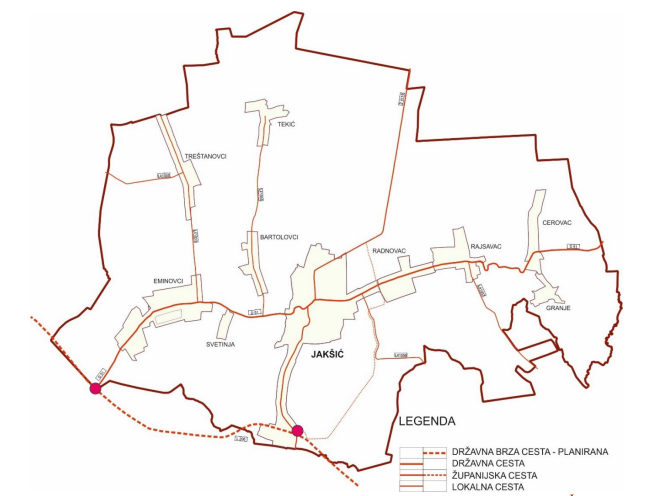 TEKIĆ
TREŠTANOVCI
CEROVAC
BARTOLOVCI
RADNOVAC
RAJSAVAC
EMINOVCI
GRANJE
SVETINJA
JAKŠIĆ
LEGENDA
DRŽAVNA BRZA CESTA - PLANIRANA
DRŽAVNA CESTA
ŽUPANIJSKA CESTA
LOKALNA CESTA